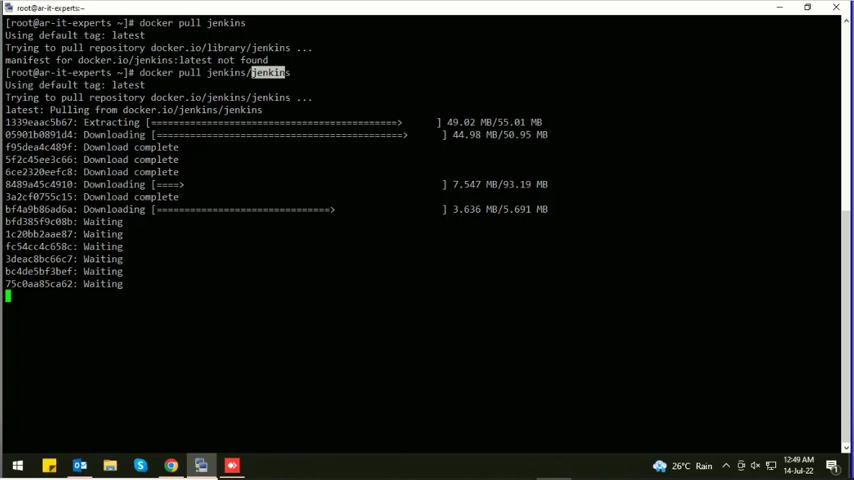 [root@ar-it-experts:~
[root@ar-it-experts ~]# docker pull jenkins
Using default tag: latest
Trying to pull repository docker.io/library/jenkins ...
manifest for docker.io/jenkins:latest not found
[root@ar-it-experts ~]# docker pull jenkins/jenkins
Using default tag: latest
Trying to pull repository docker.io/jenkins/jenkins ...
latest: Pulling from docker.io/jenkins/jenkins
1339eaac5b67: Extracting [============================================>       ] 49.02 MB/55.01 MB
05901b0891d4: Downloading [============================================>      ] 44.98 MB/50.95 MB
f95dea4c489f: Download complete
5f2c45ee3c66: Download complete
6ce2320eefc8: Download complete
8489a45c4910: Downloading [====>                                              ] 7.547 MB/93.19 MB
3a2cf0755c15: Download complete
bf4a9b86ad6a: Downloading [===============================>                   ] 3.636 MB/5.691 MB
bfd385f9c08b: Waiting
1c20bb2aae87: Waiting
fc54cc4c658c: Waiting
3deac8bc66c7: Waiting
bc4de5bf3bef: Waiting
75c0aa85ca62: Waiting
26°C Rain
12:49 AM
14-Jul-22